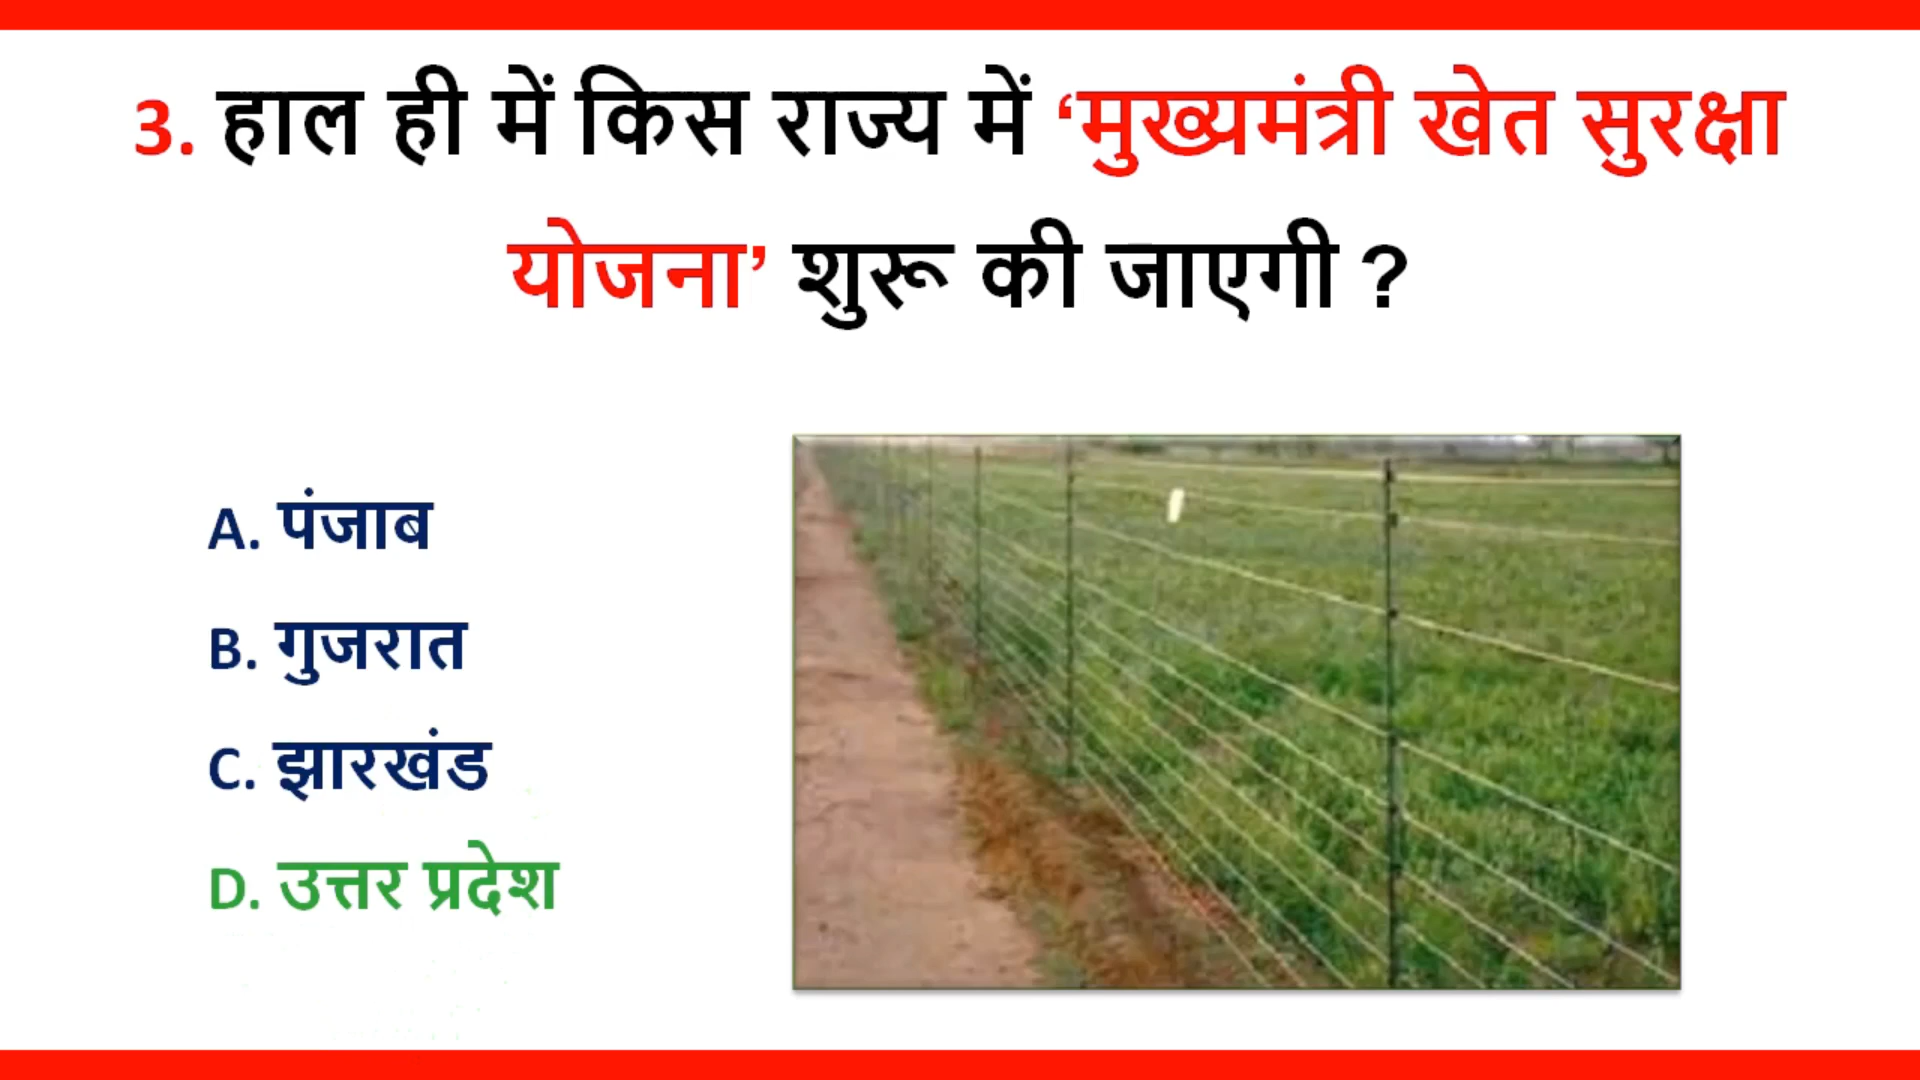 3. हाल ही में किस राज्य में ‘मुख्यमंत्री खेत सुरक्षा
योजना’ शुरू की जाएगी ?
A. पंजाब
B. गुजरात
C. झारखंड
D. उत्तर प्रदेश